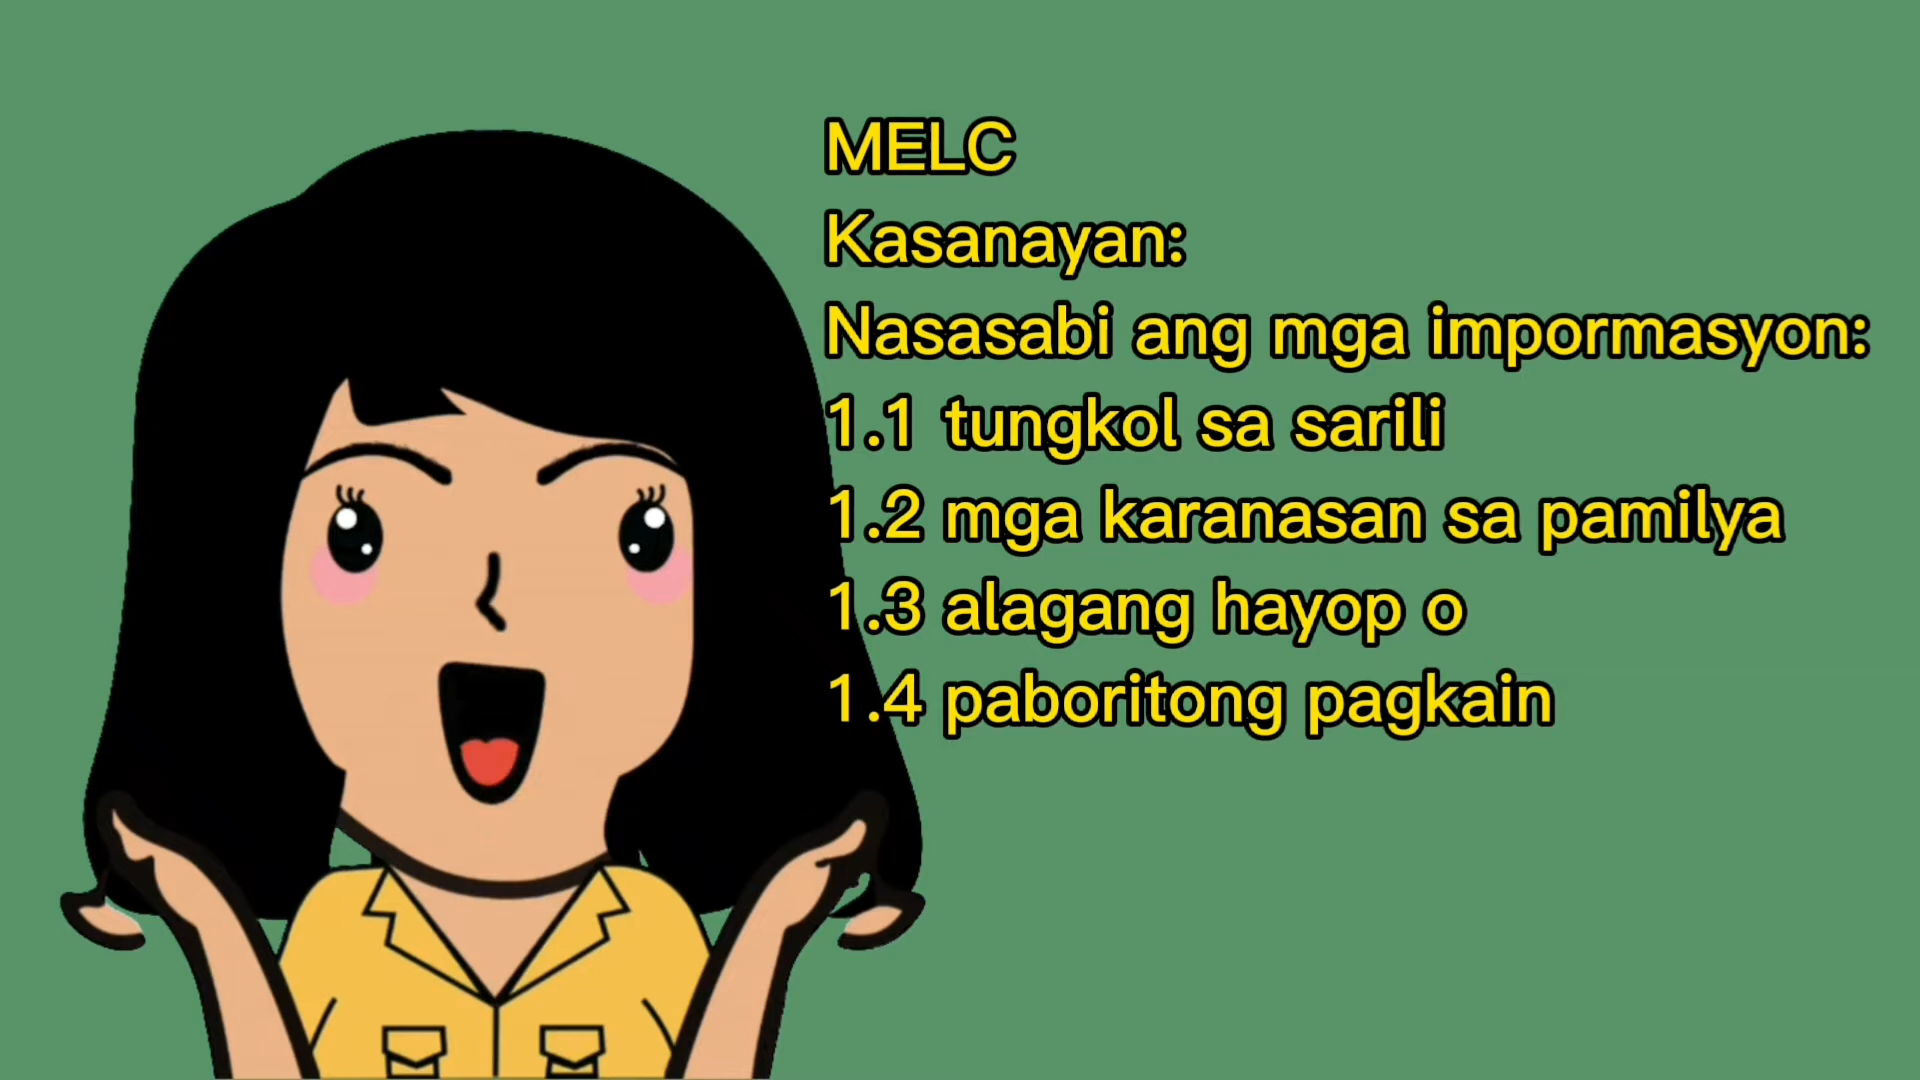 MELC
Kasanayan:
Nasasabi ang mga impormasyon:
1.1 tungkol sa sarili
1.2 mga karanasan sa pamilya
1.3 alagang hayop o
1.4 paboritong pagkain